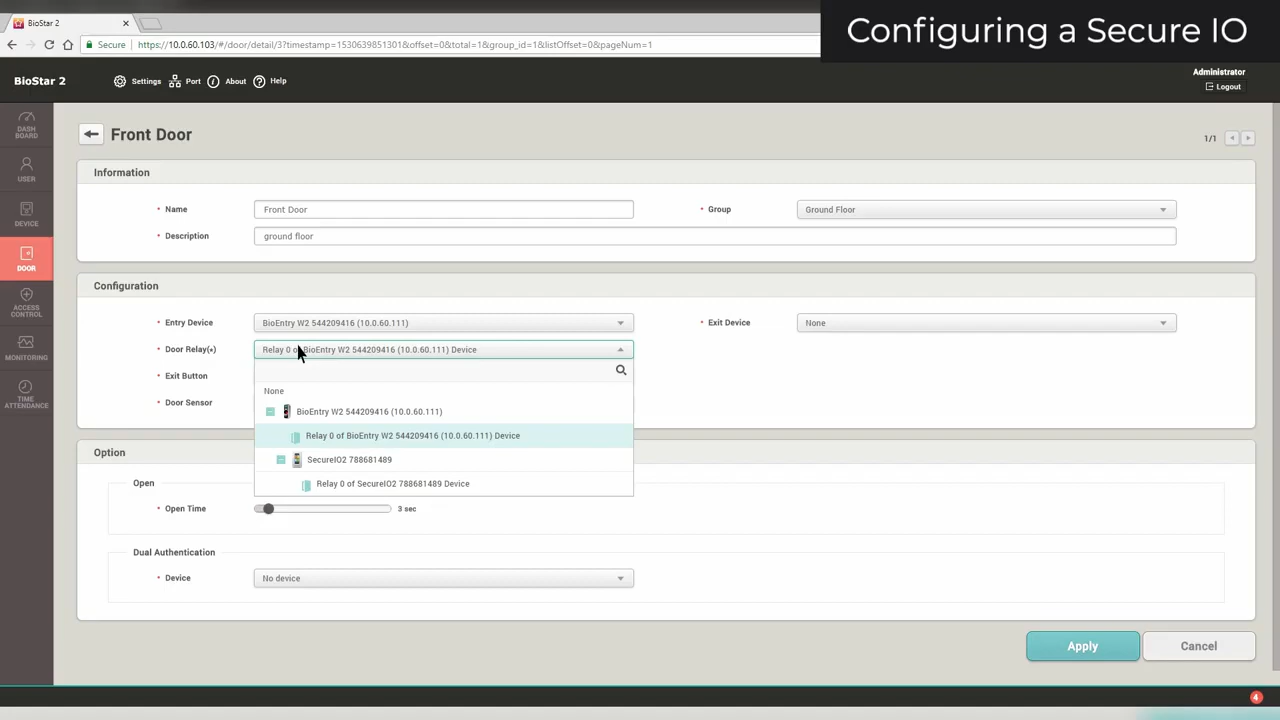 BioStar 2
Configuring a Secure IO
Secure https://10.0.60.103/#/door/detail/3?timestamp=1530639851301&offset=0&total=1&group_id=1&listOffset=0&pageNum=1
BioStar 2 Settings Port About Help
Administrator
Logout
DASH
BOARD
USER
DEVICE
DOOR
ACCESS
CONTROL
MONITORING
TIME
ATTENDANCE
Front Door
1/1
Information
• Name Front Door
• Group Ground Floor
• Description ground floor
Configuration
• Entry Device BioEntry W2 544209416 (10.0.60.111)
• Exit Device None
• Door Relay(*) Relay 0 of BioEntry W2 544209416 (10.0.60.111) Device
• Exit Button
• Door Sensor
None
BioEntry W2 544209416 (10.0.60.111)
Relay 0 of BioEntry W2 544209416 (10.0.60.111) Device
SecureIO2 788681489
Relay 0 of SecureIO2 788681489 Device
Option
Open
• Open Time 3 sec
Dual Authentication
• Device No device
Apply Cancel
4